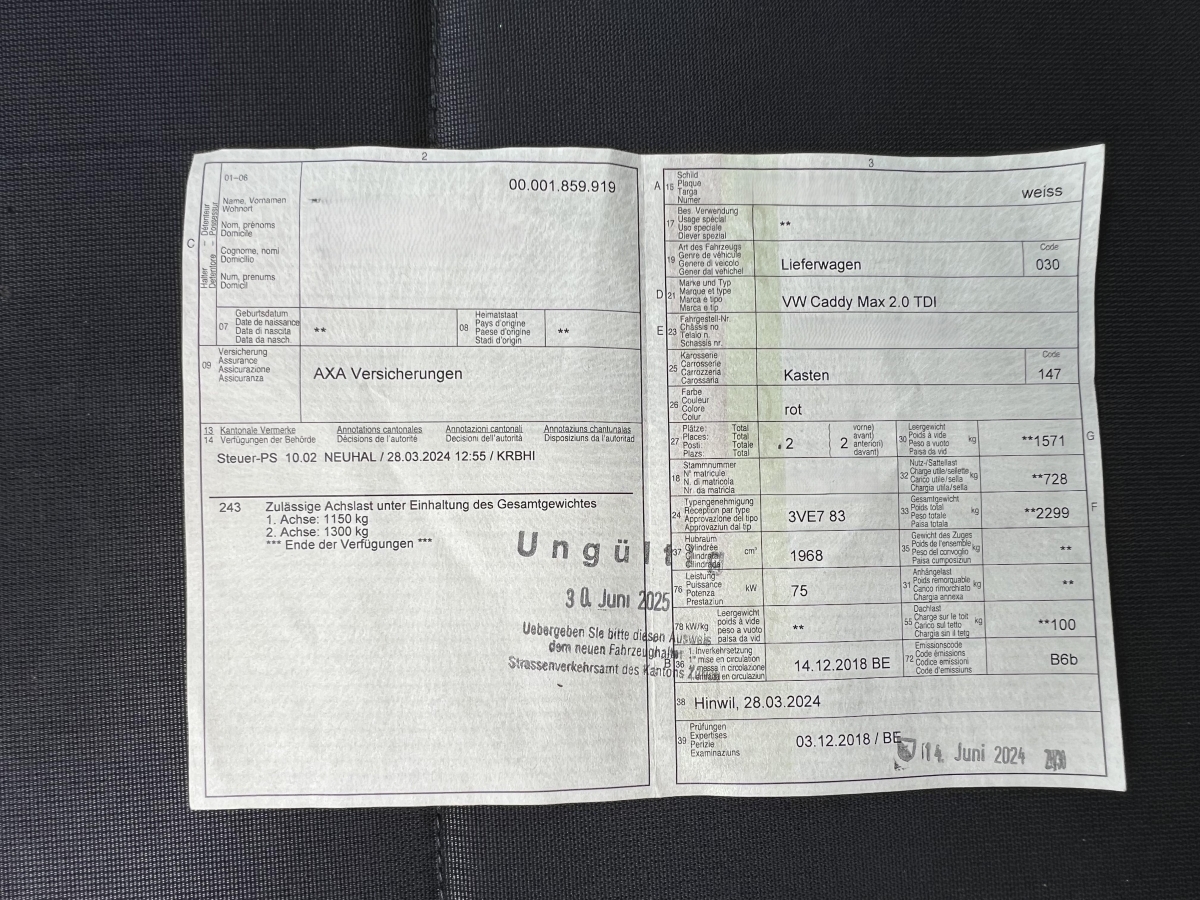 2
01-06
00.001.859.919
C
Halter – Détenteur
Detentore – Possessur
Name, Vornamen
Wohnort
Nom, prénoms
Domicile
Cognome, nomi
Domicilio
Num, prenums
Domicil
07
Geburtsdatum
Date de naissance
Data di nascita
Data da nasch.
**
08
Heimatstaat
Pays d'origine
Paese d'origine
Stadi d'origin
**
09
Versicherung
Assurance
Assicurazione
Assicuranza
AXA Versicherungen
13 Kantonale Vermerke Annotations cantonales Annotazioni cantonali Annotaziuns chantunalas
14 Verfügungen der Behörde Décisions de l'autorité Decisioni dell'autorità Disposiziuns da l'autoritad
Steuer-PS 10.02 NEUHAL / 28.03.2024 12:55 / KRBHI
243 Zulässige Achslast unter Einhaltung des Gesamtgewichtes
1. Achse: 1150 kg
2. Achse: 1300 kg
*** Ende der Verfügungen ***
Ungültig
30. Juni 2025
Uebergeben Sie bitte diesen Ausweis
dem neuen Fahrzeughalter
Strassenverkehrsamt des Kantons
3
A 15
Schild
Plaque
Targa
Numer
weiss
17
Bes. Verwendung
Usage spécial
Uso speciale
Diever spezial
**
19
Art des Fahrzeugs
Genre de véhicule
Genere di veicolo
Gener dal vehichel
Lieferwagen
Code
030
D 21
Marke und Typ
Marque et type
Marca e tipo
Marca e tip
VW Caddy Max 2.0 TDI
E 23
Fahrgestell-Nr.
Châssis no
Telaio n.
Schassis nr.
25
Karosserie
Carrosserie
Carrozzeria
Carossaria
Kasten
Code
147
26
Farbe
Couleur
Colore
Colur
rot
27
Plätze: Total
Places: Total
Posti: Totale
Plazs: Total
2
vorne)
avant)
anteriori)
davant)
2
30
Leergewicht
Poids à vide
Peso a vuoto
Paisa da vid
kg
**1571
G
18
Stammnummer
N° matricule
N. di matricola
Nr. da matricla
32
Nutz-/Sattellast
Charge utile/sellette
Carico utile/sella
Chargia utila/sella
kg
**728
24
Typengenehmigung
Réception par type
Approvazione del tipo
Approvaziun dal tip
3VE7 83
33
Gesamtgewicht
Poids total
Peso totale
Paisa totala
kg
**2299
F
37
Hubraum
Cylindrée
Cilindrata
Cilindrada
cm³
1968
35
Gewicht des Zuges
Poids de l'ensemble
Peso del convoglio
Paisa cumposiziun
kg
**
76
Leistung
Puissance
Potenza
Prestaziun
kW
75
31
Anhängelast
Poids remorquable
Carico rimorchiato
Chargia annexa
kg
**
78 kW/kg
Leergewicht
poids à vide
peso a vuoto
paisa da vid
**
55
Dachlast
Charge sur le toit
Carico sul tetto
Chargia sin il tetg
kg
**100
B 36
1. Inverkehrsetzung
1re mise en circulation
1a messa in circolazione
14.12.2018 BE
72
Emissionscode
Code émissions
Codice emissioni
Code d'emissiuns
B6b
38 Hinwil, 28.03.2024
39
Prüfungen
Expertises
Perizie
Examinaziuns
03.12.2018 / BE
14. Juni 2024